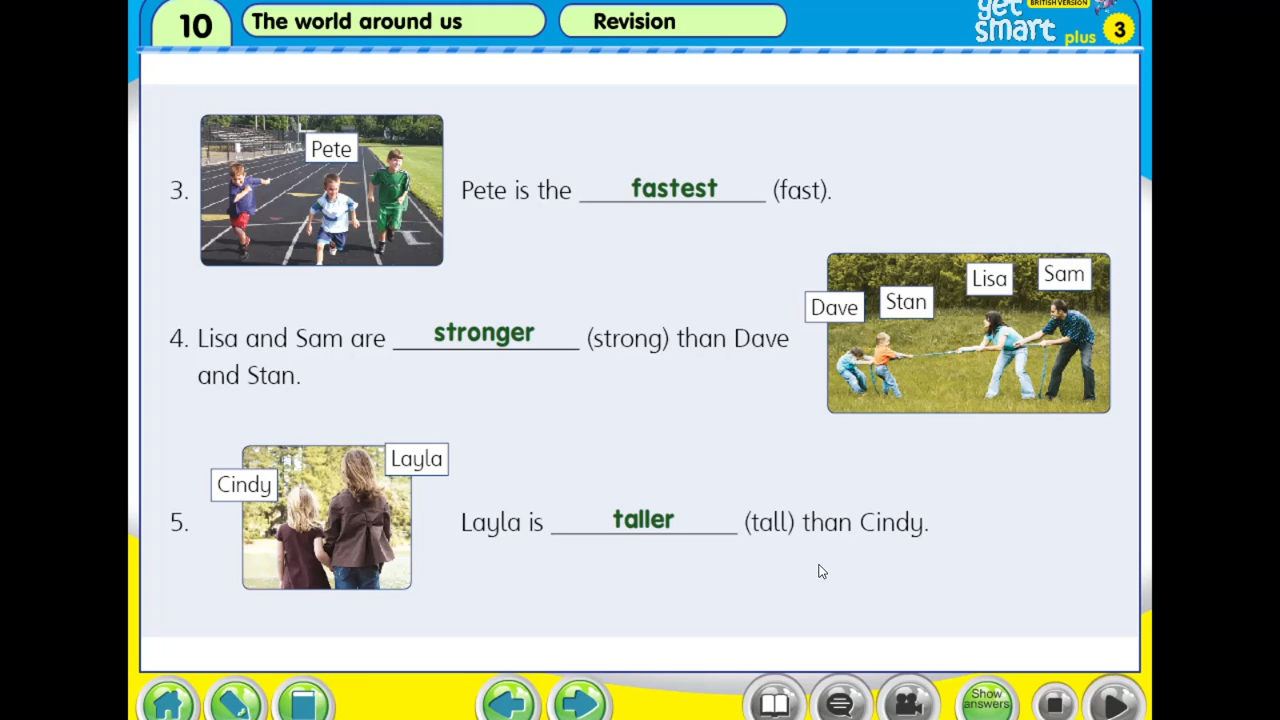 10 The world around us Revision
get
BRITISH VERSION
smart plus 3
Pete
3. Pete is the fastest (fast).
Dave Stan Lisa Sam
4. Lisa and Sam are stronger (strong) than Dave
and Stan.
Cindy Layla
5. Layla is taller (tall) than Cindy.
Show
answers